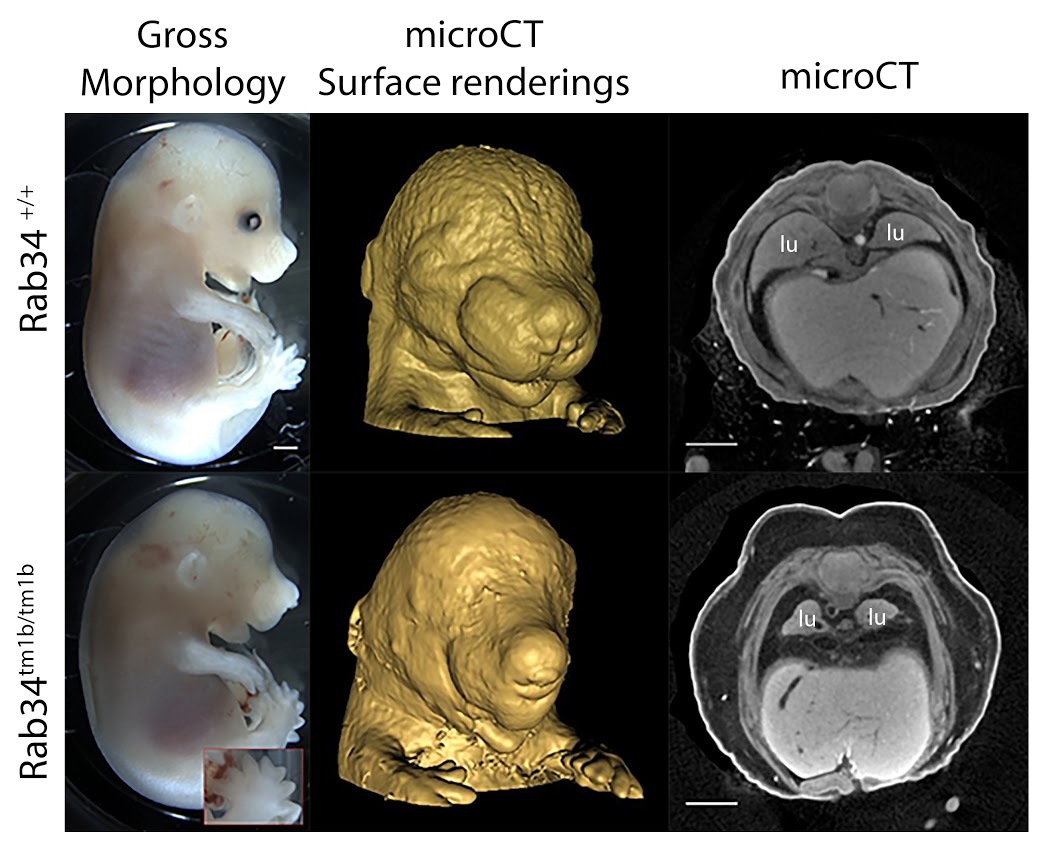 Gross
Morphology
microCT
Surface renderings
microCT
Rab34 +/+
lu lu
Rab34tm1b/tm1b
lu lu